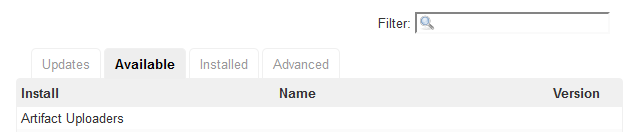 Filter:
Updates Available Installed Advanced
Install Name Version
Artifact Uploaders